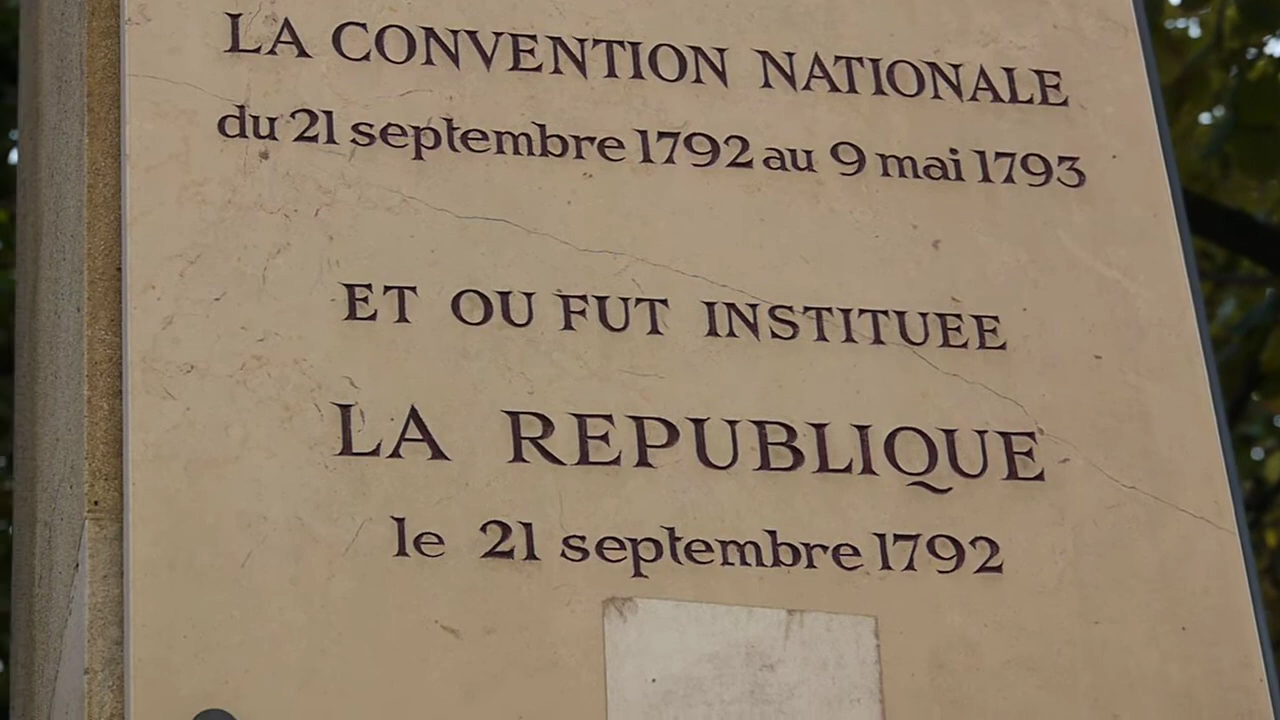 LA CONVENTION NATIONALE
du 21 septembre 1792 au 9 mai 1793
ET OU FUT INSTITUEE
LA REPUBLIQUE
le 21 septembre 1792